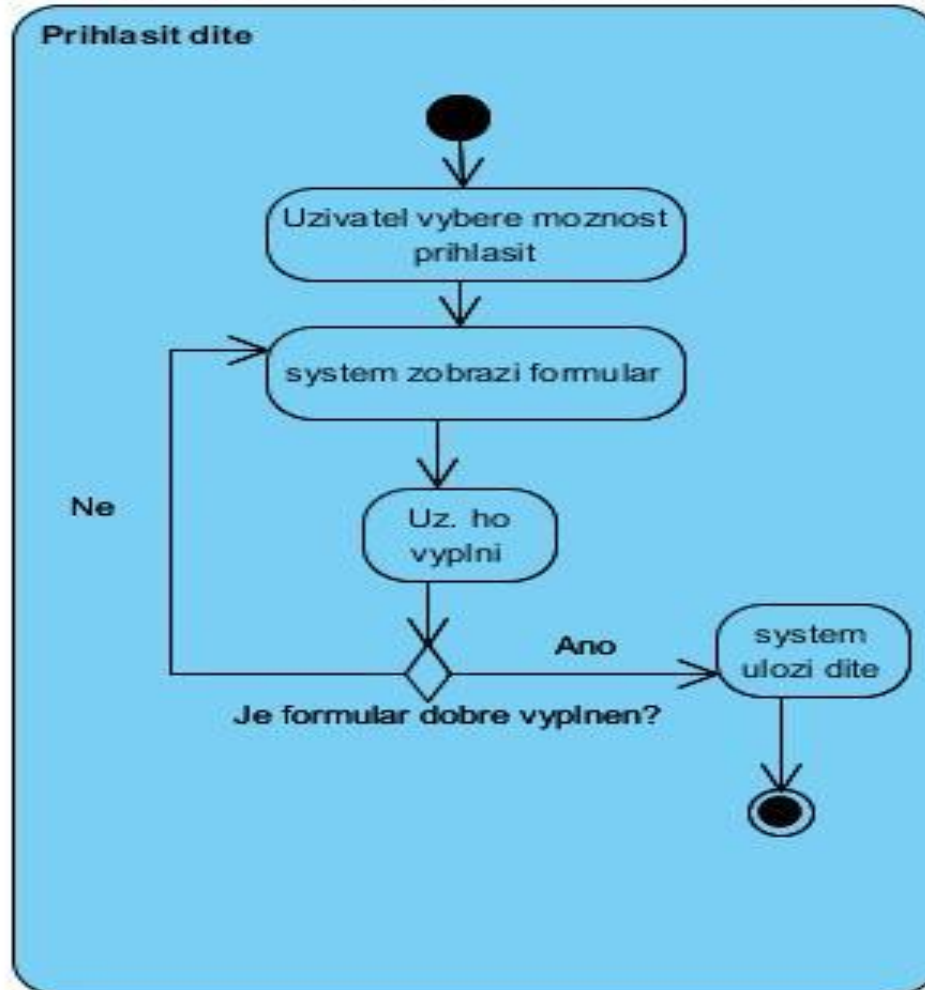 Prihlasit dite
Uzivatel vybere moznost
prihlasit
system zobrazi formular
Ne
Uz. ho
vyplni
Ano
system
ulozi dite
Je formular dobre vyplnen?